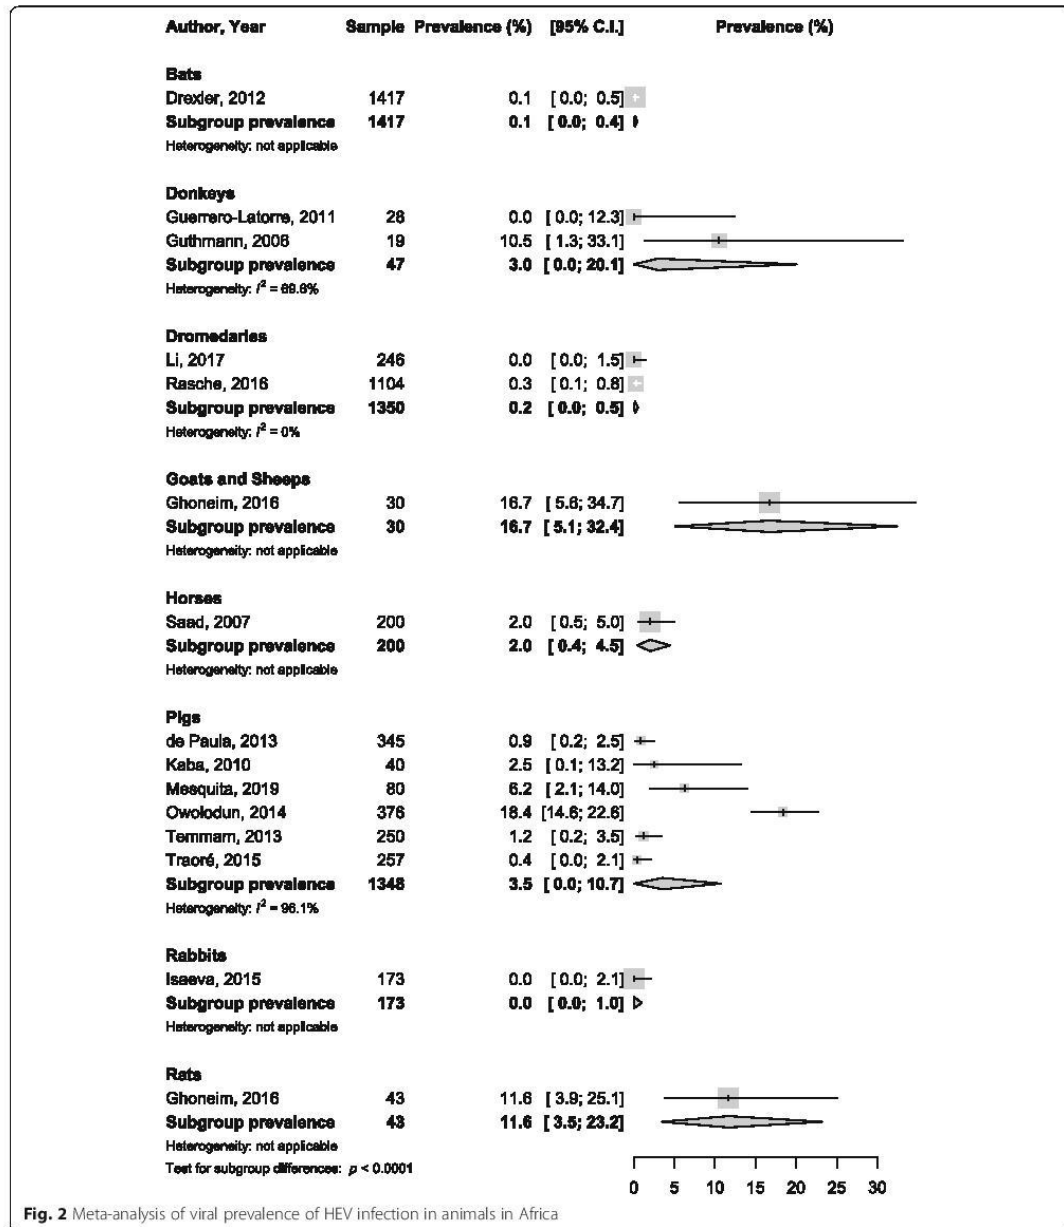 Author, Year Sample Prevalence (%) [95% C.I.] Prevalence (%)
Bats
Drexler, 2012 1417 0.1 [ 0.0; 0.5]
Subgroup prevalence 1417 0.1 [ 0.0; 0.4]
Heterogeneity: not applicable
Donkeys
Guerrero-Latorre, 2011 28 0.0 [ 0.0; 12.3]
Guthmann, 2006 19 10.5 [ 1.3; 33.1]
Subgroup prevalence 47 3.0 [ 0.0; 20.1]
Heterogeneity: I² = 69.6%
Dromedaries
Li, 2017 246 0.0 [ 0.0; 1.5]
Rasche, 2016 1104 0.3 [ 0.1; 0.8]
Subgroup prevalence 1350 0.2 [ 0.0; 0.5]
Heterogeneity: I² = 0%
Goats and Sheeps
Ghoneim, 2016 30 16.7 [ 5.6; 34.7]
Subgroup prevalence 30 16.7 [ 5.1; 32.4]
Heterogeneity: not applicable
Horses
Saad, 2007 200 2.0 [ 0.5; 5.0]
Subgroup prevalence 200 2.0 [ 0.4; 4.5]
Heterogeneity: not applicable
Pigs
de Paula, 2013 345 0.9 [ 0.2; 2.5]
Kaba, 2010 40 2.5 [ 0.1; 13.2]
Mesquita, 2019 80 6.2 [ 2.1; 14.0]
Owolodun, 2014 376 18.4 [14.6; 22.6]
Temmam, 2013 250 1.2 [ 0.2; 3.5]
Traoré, 2015 257 0.4 [ 0.0; 2.1]
Subgroup prevalence 1348 3.5 [ 0.0; 10.7]
Heterogeneity: I² = 96.1%
Rabbits
Isaeva, 2015 173 0.0 [ 0.0; 2.1]
Subgroup prevalence 173 0.0 [ 0.0; 1.0]
Heterogeneity: not applicable
Rats
Ghoneim, 2016 43 11.6 [ 3.9; 25.1]
Subgroup prevalence 43 11.6 [ 3.5; 23.2]
Heterogeneity: not applicable
Test for subgroup differences: p < 0.0001
0 5 10 15 20 25 30
Fig. 2 Meta-analysis of viral prevalence of HEV infection in animals in Africa